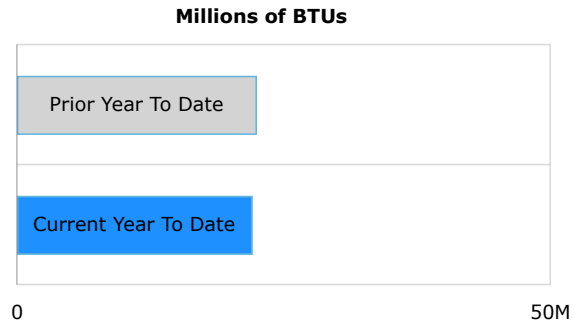 Millions of BTUs
Prior Year To Date
Current Year To Date
0
50M